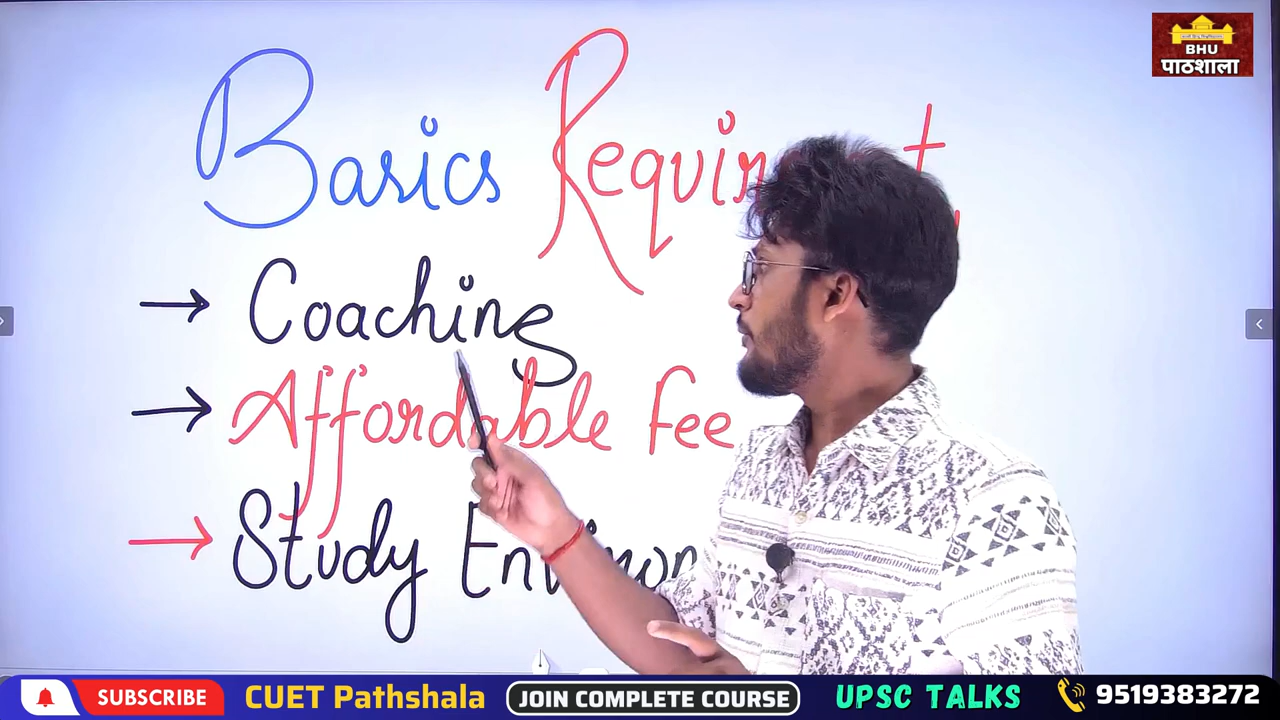 BHU
पाठशाला
Basics
Coaching
Affordable Fee
Study
SUBSCRIBE
CUET Pathshala
JOIN COMPLETE COURSE
UPSC TALKS
9519383272